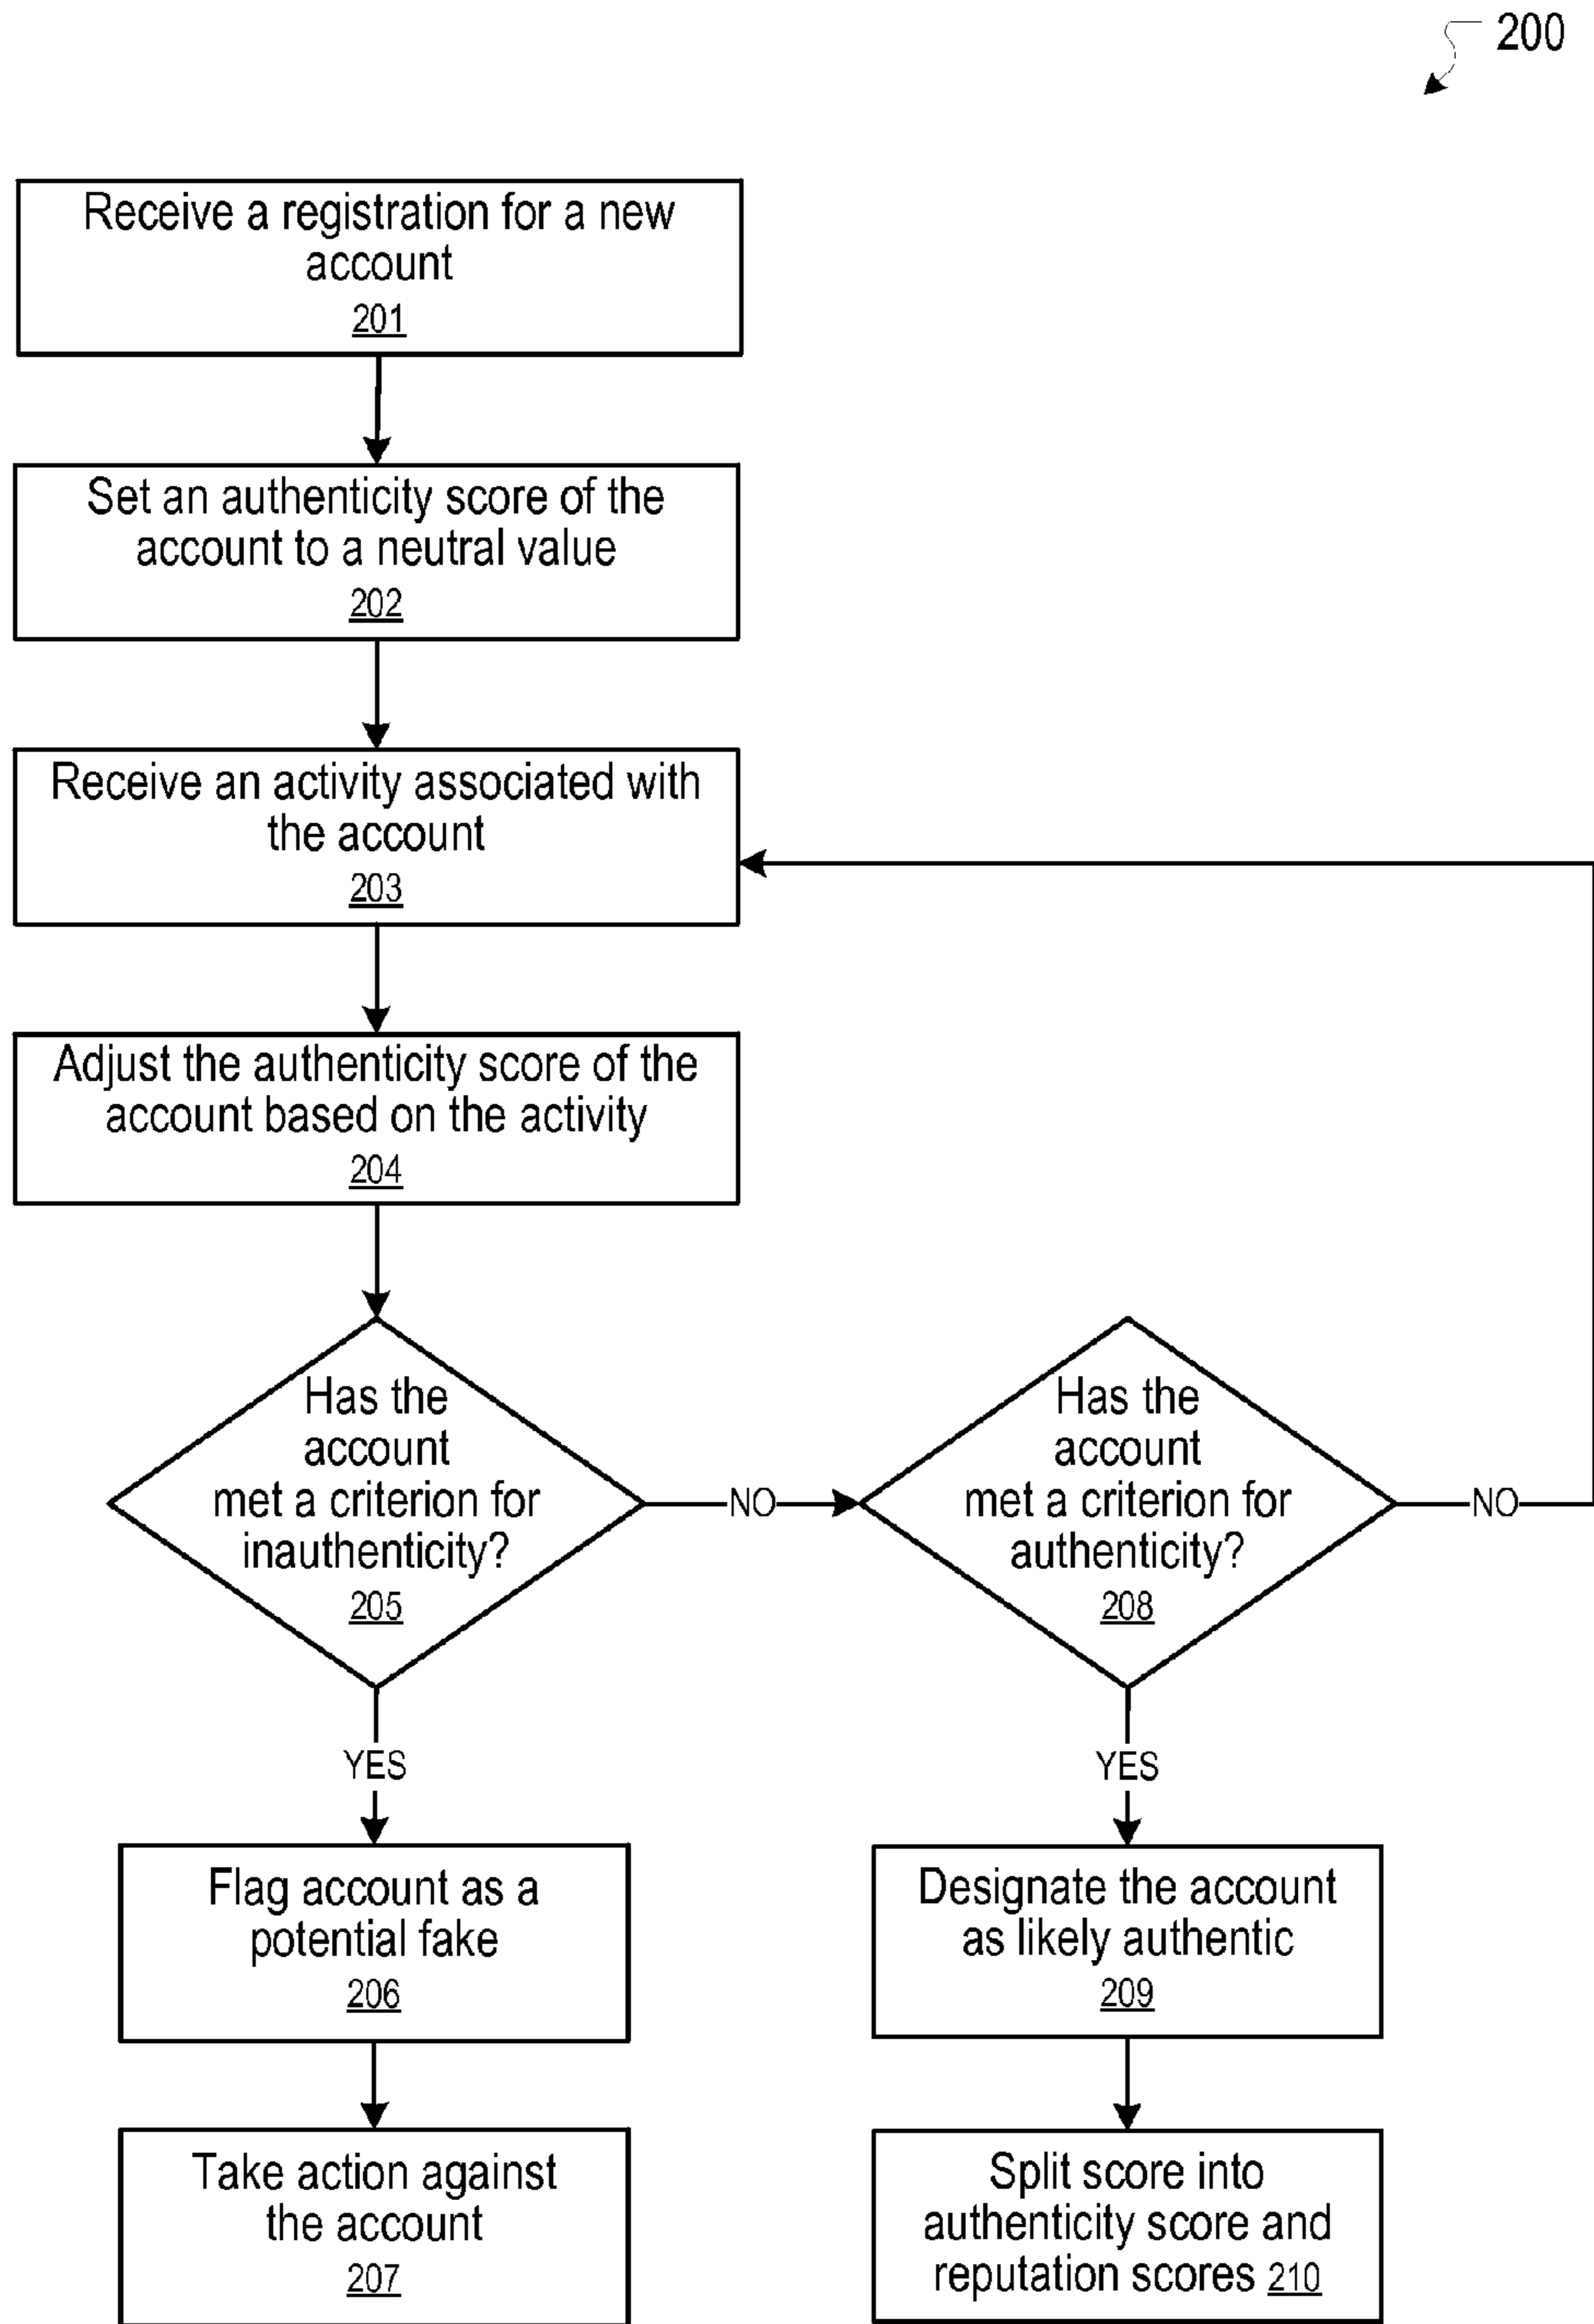 200
Receive a registration for a new
account
201
Set an authenticity score of the
account to a neutral value
202
Receive an activity associated with
the account
203
Adjust the authenticity score of the
account based on the activity
204
Has the
account
met a criterion for
inauthenticity?
205
NO
Has the
account
met a criterion for
authenticity?
208
NO
YES
YES
Flag account as a
potential fake
206
Designate the account
as likely authentic
209
Take action against
the account
207
Split score into
authenticity score and
reputation scores 210